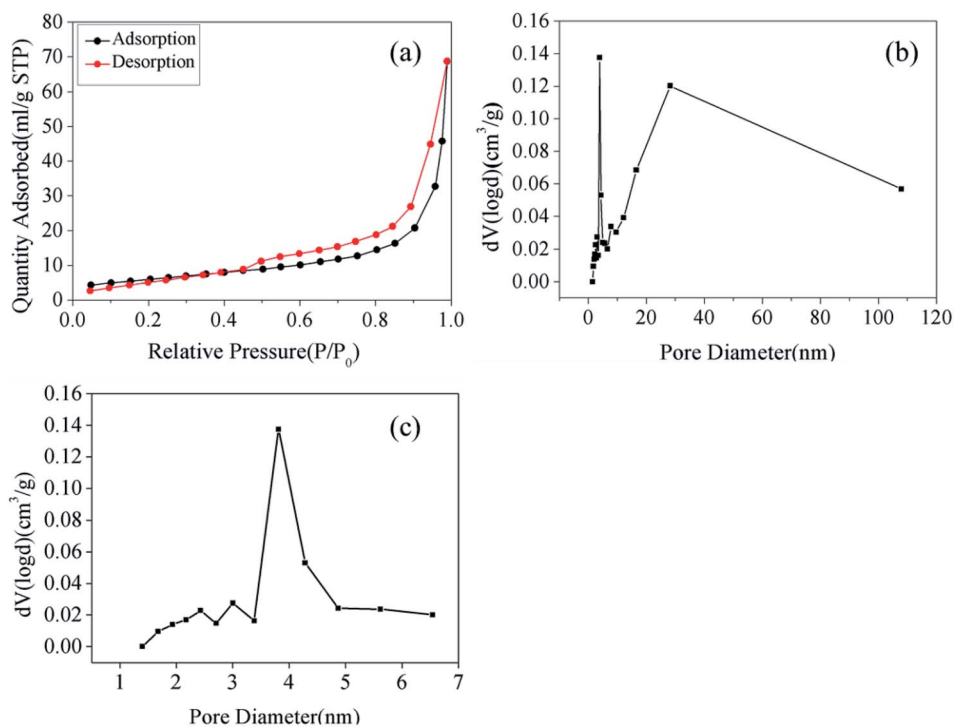 (a)
Adsorption
Desorption
Quantity Adsorbed(ml/g STP)
80
70
60
50
40
30
20
10
0
0.0 0.2 0.4 0.6 0.8 1.0
Relative Pressure(P/P₀)
(b)
dV(logd)(cm³/g)
0.16
0.14
0.12
0.10
0.08
0.06
0.04
0.02
0.00
0 20 40 60 80 100 120
Pore Diameter(nm)
(c)
dV(logd)(cm³/g)
0.16
0.14
0.12
0.10
0.08
0.06
0.04
0.02
0.00
1 2 3 4 5 6 7
Pore Diameter(nm)